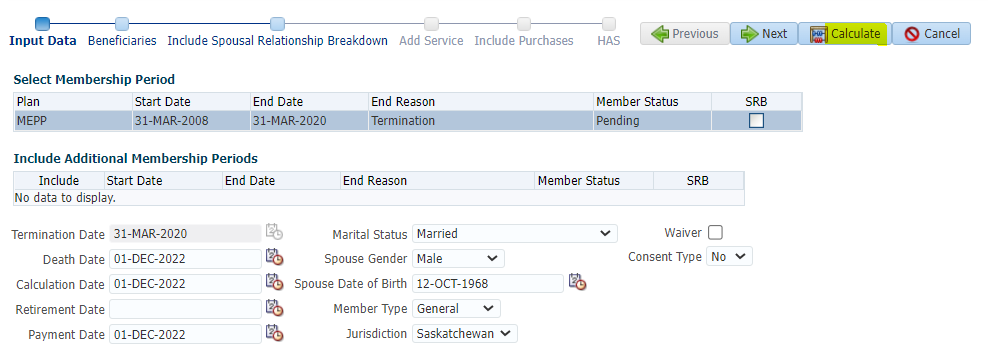 Input Data Beneficiaries Include Spousal Relationship Breakdown Add Service Include Purchases HAS Previous Next Calculate Cancel
Select Membership Period
Plan Start Date End Date End Reason Member Status SRB
MEPP 31-MAR-2008 31-MAR-2020 Termination Pending
Include Additional Membership Periods
Include Start Date End Date End Reason Member Status SRB
No data to display.
Termination Date 31-MAR-2020 Marital Status Married Waiver
Death Date 01-DEC-2022 Spouse Gender Male Consent Type No
Calculation Date 01-DEC-2022 Spouse Date of Birth 12-OCT-1968
Retirement Date Member Type General
Payment Date 01-DEC-2022 Jurisdiction Saskatchewan